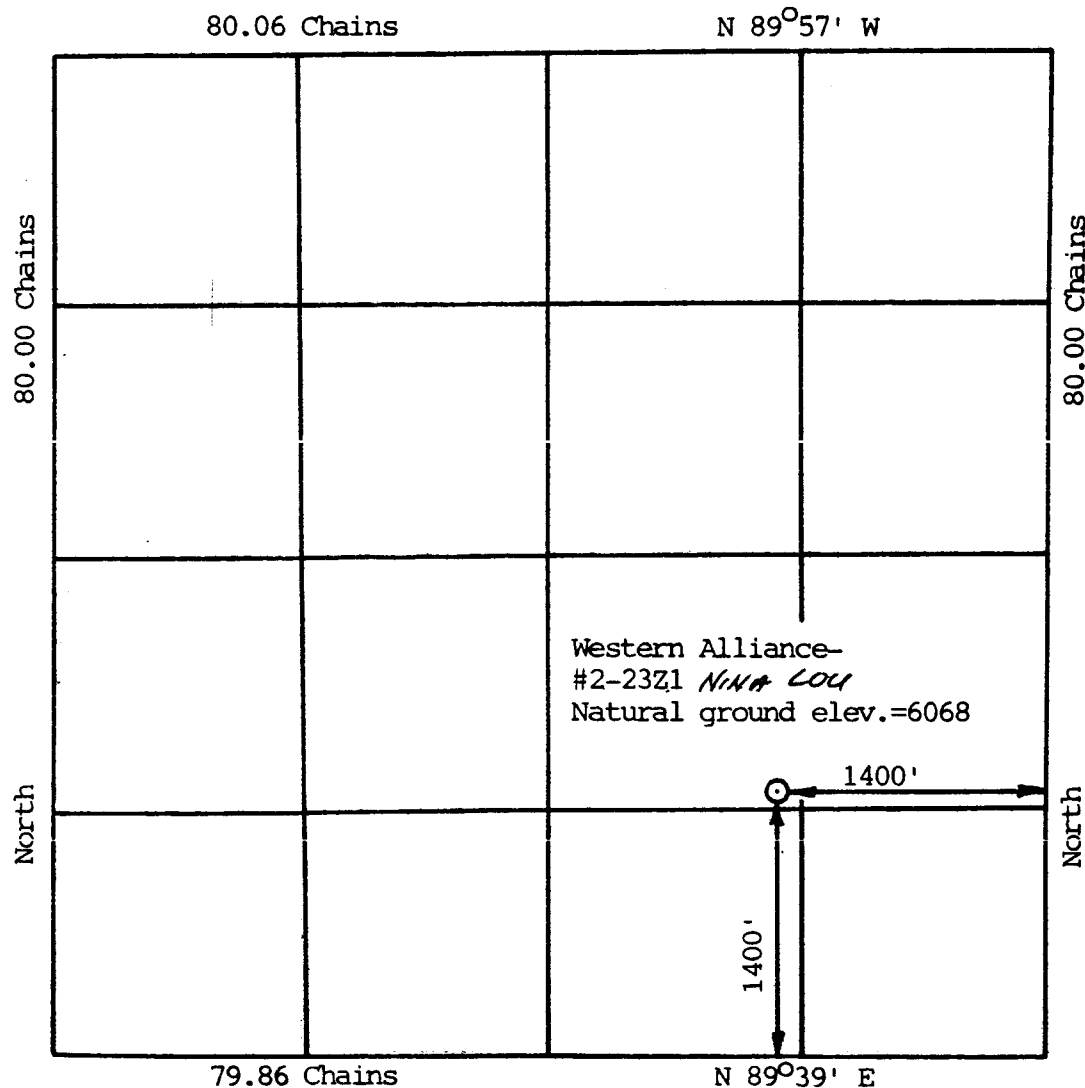 80.06 Chains N 89°57' W
80.00 Chains
80.00 Chains
Western Alliance-
#2-23Z1 NINA LOU
Natural ground elev.=6068
1400'
North
North
1400'
79.86 Chains N 89°39' E